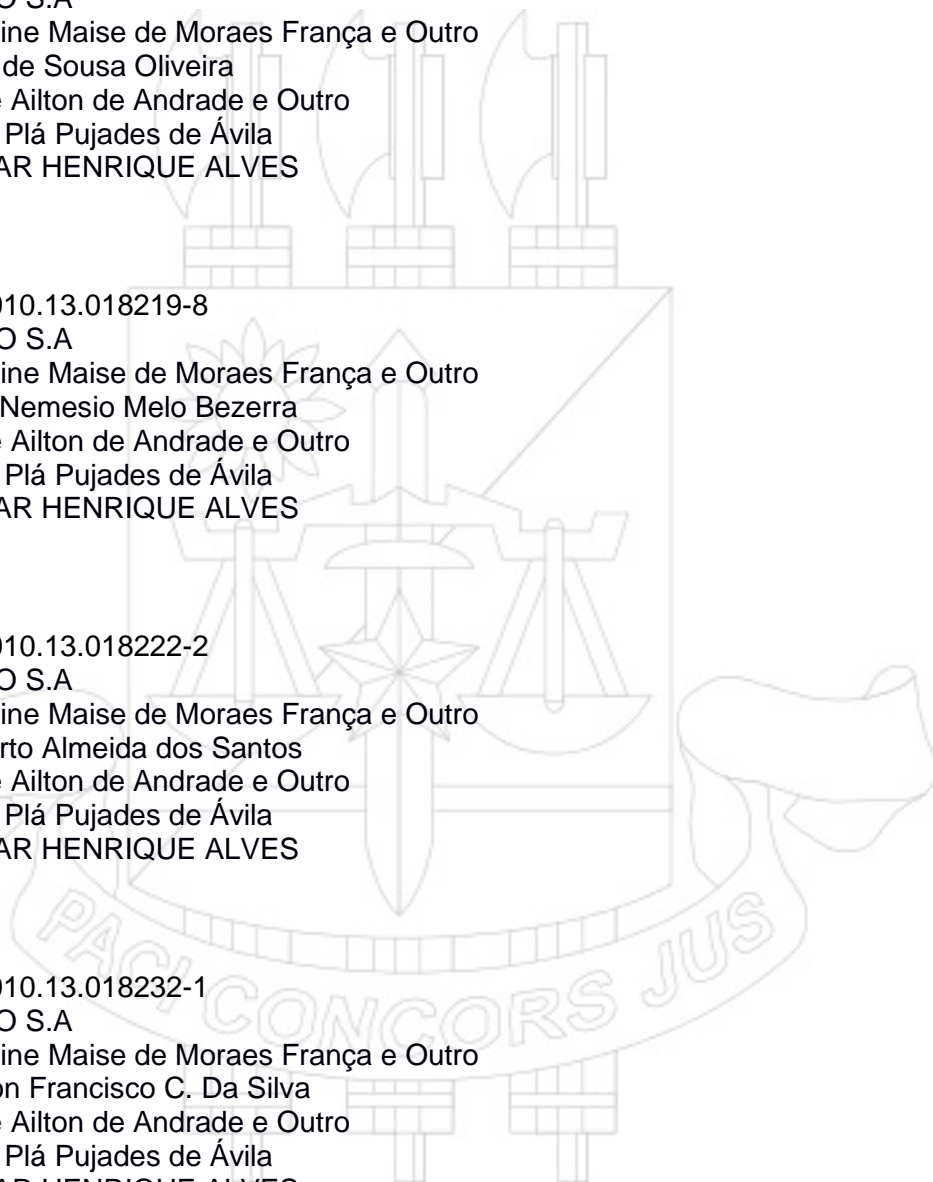 O S.A
ine Maise de Moraes França e Outro
de Sousa Oliveira
e Ailton de Andrade e Outro
Plá Pujades de Ávila
AR HENRIQUE ALVES
010.13.018219-8
O S.A
ine Maise de Moraes França e Outro
Nemesio Melo Bezerra
e Ailton de Andrade e Outro
Plá Pujades de Ávila
AR HENRIQUE ALVES
010.13.018222-2
O S.A
ine Maise de Moraes França e Outro
rto Almeida dos Santos
e Ailton de Andrade e Outro
Plá Pujades de Ávila
AR HENRIQUE ALVES
PACI CONCORS JUS
010.13.018232-1
O S.A
ine Maise de Moraes França e Outro
on Francisco C. Da Silva
e Ailton de Andrade e Outro
Plá Pujades de Ávila
AR HENRIQUE ALVES